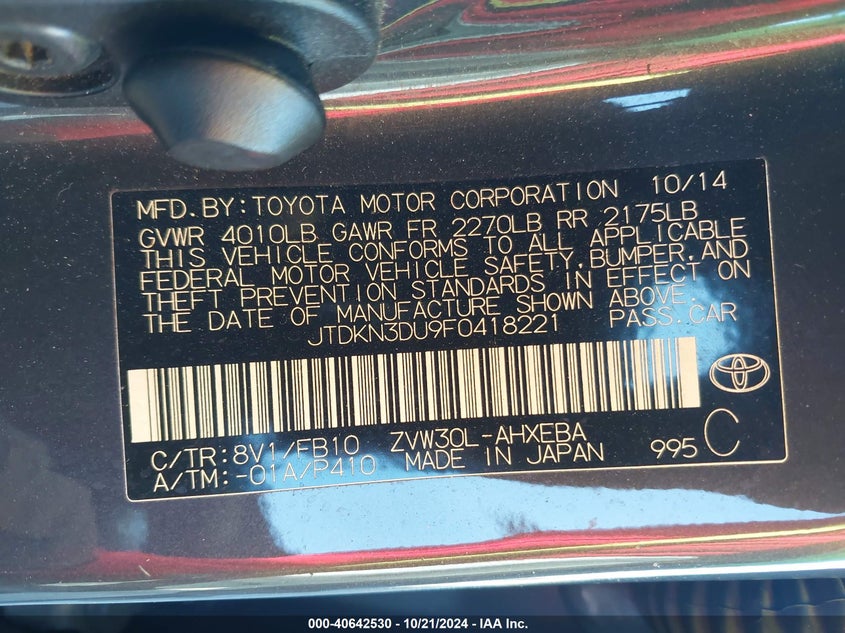 MFD. BY: TOYOTA MOTOR CORPORATION 10/14
GVWR 4010LB GAWR FR 2270LB RR 2175LB
THIS VEHICLE CONFORMS TO ALL APPLICABLE
FEDERAL MOTOR VEHICLE SAFETY, BUMPER, AND
THEFT PREVENTION STANDARDS IN EFFECT ON
THE DATE OF MANUFACTURE SHOWN ABOVE.
JTDKN3DU9F0418221 PASS. CAR
C/TR: 8V1/FB10 ZVW30L-AHXEBA
A/TM: -01A/P410 MADE IN JAPAN 995 C
000-40642530 - 10/21/2024 - IAA Inc.